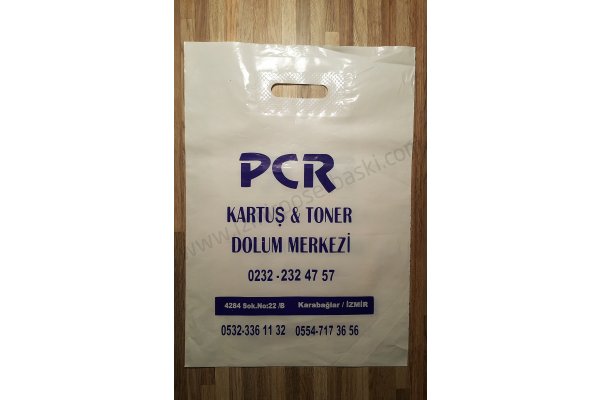 PCR
KARTUŞ & TONER
DOLUM MERKEZİ
0232 - 232 47 57
4284 Sok.No:22 /B Karabağlar / İZMİR
0532-336 11 32 0554-717 36 56